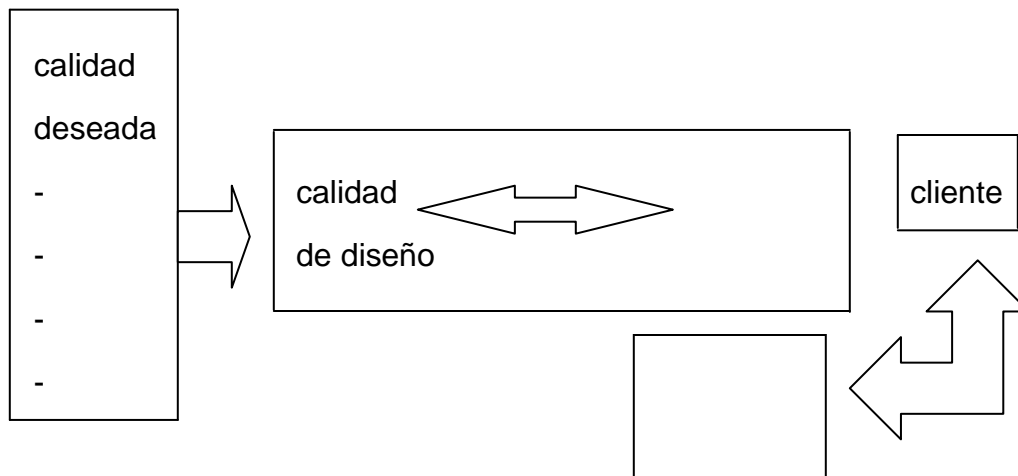 calidad
deseada
-
-
-
-
calidad
de diseño
cliente